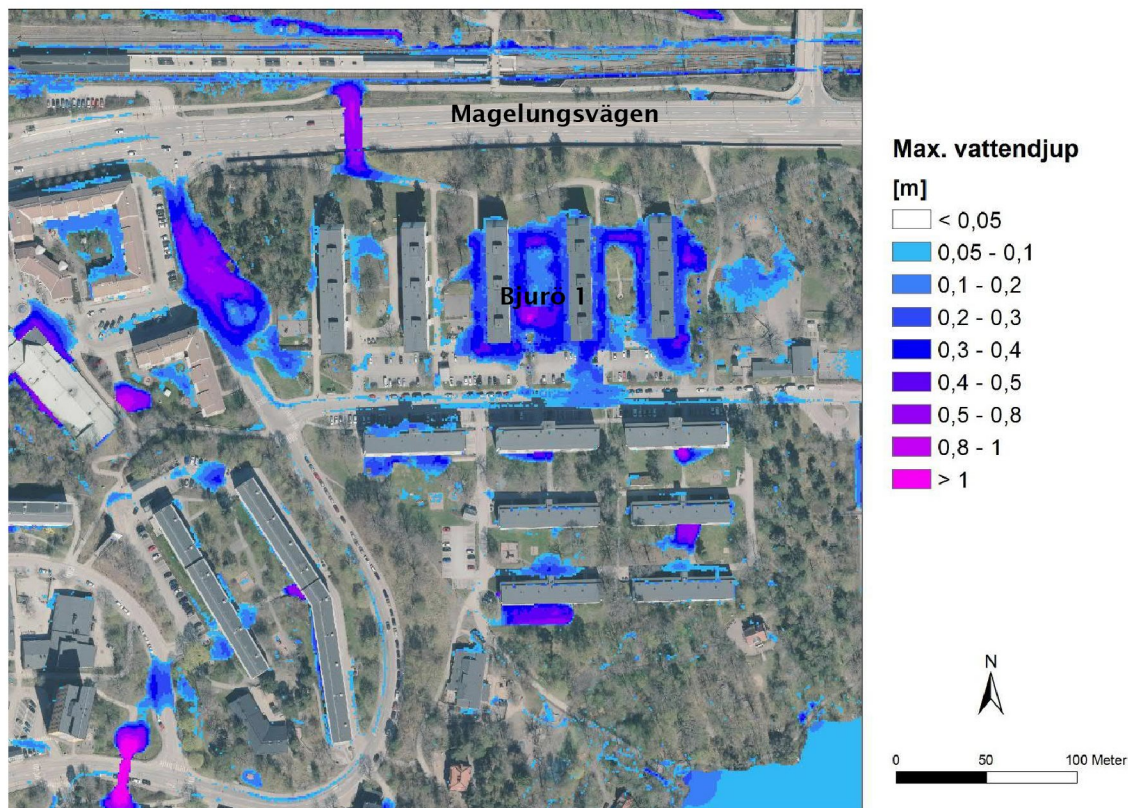 Magelungsvägen
Bjurö 1
Max. vattendjup
[m]
< 0,05
0,05 - 0,1
0,1 - 0,2
0,2 - 0,3
0,3 - 0,4
0,4 - 0,5
0,5 - 0,8
0,8 - 1
> 1
N
0 50 100 Meter